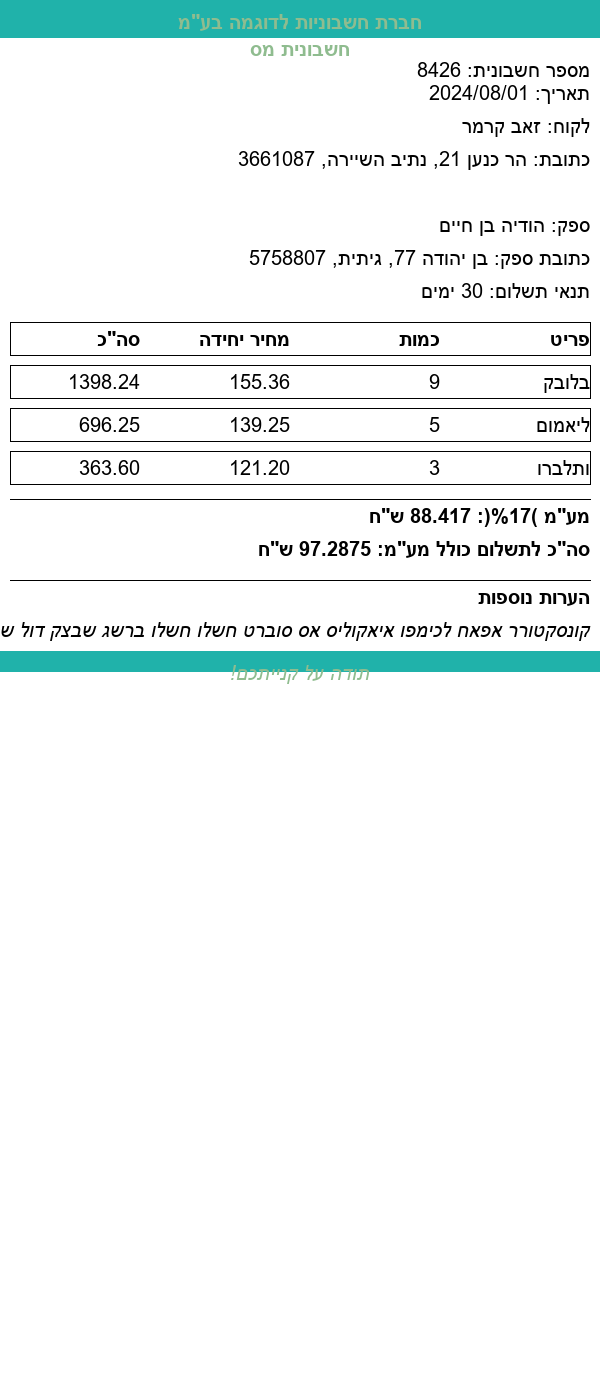 חברת חשבוניות לדוגמה בע"מ
חשבונית מס
מספר חשבונית: 8426
תאריך: 2024/08/01
לקוח: זאב קרמר
כתובת: הר כנען 21, נתיב השיירה, 3661087
ספק: הודיה בן חיים
כתובת ספק: בן יהודה 77, גיתית, 5758807
תנאי תשלום: 30 ימים
פריט כמות מחיר יחידה סה"כ
בלובק 9 155.36 1398.24
ליאמום 5 139.25 696.25
ותלברו 3 121.20 363.60
מע"מ )17%(: 88.417 ש"ח
סה"כ לתשלום כולל מע"מ: 97.2875 ש"ח
הערות נוספות
קונסקטורר אפאח לכימפו איאקוליס אס סוברט חשלו חשלו ברשג שבצק דול ש
תודה על קנייתכם!